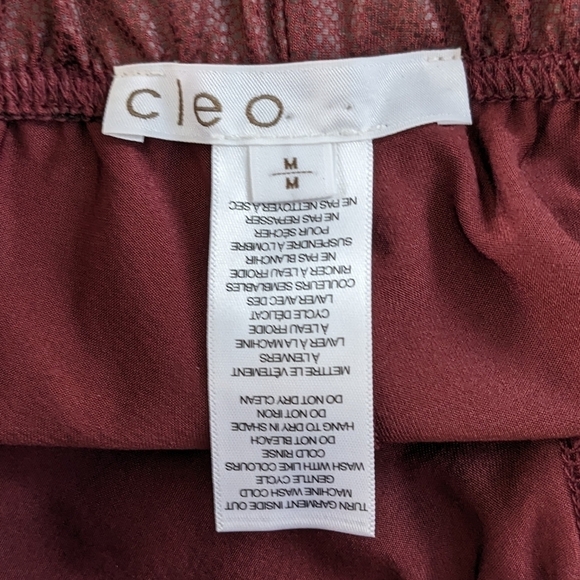 cleo
M
M
TURN GARMENT INSIDE OUT
MACHINE WASH COLD
GENTLE CYCLE
WASH WITH LIKE COLOURS
COLD RINSE
DO NOT BLEACH
HANG TO DRY IN SHADE
DO NOT IRON
DO NOT DRY CLEAN
METTRE LE VÊTEMENT
À L'ENVERS
LAVER À LA MACHINE
À L'EAU FROIDE
CYCLE DÉLICAT
LAVER AVEC DES
COULEURS SEMBLABLES
RINCER À L'EAU FROIDE
NE PAS BLANCHIR
SUSPENDRE À L'OMBRE
POUR SÉCHER
NE PAS REPASSER
NE PAS NETTOYER À SEC